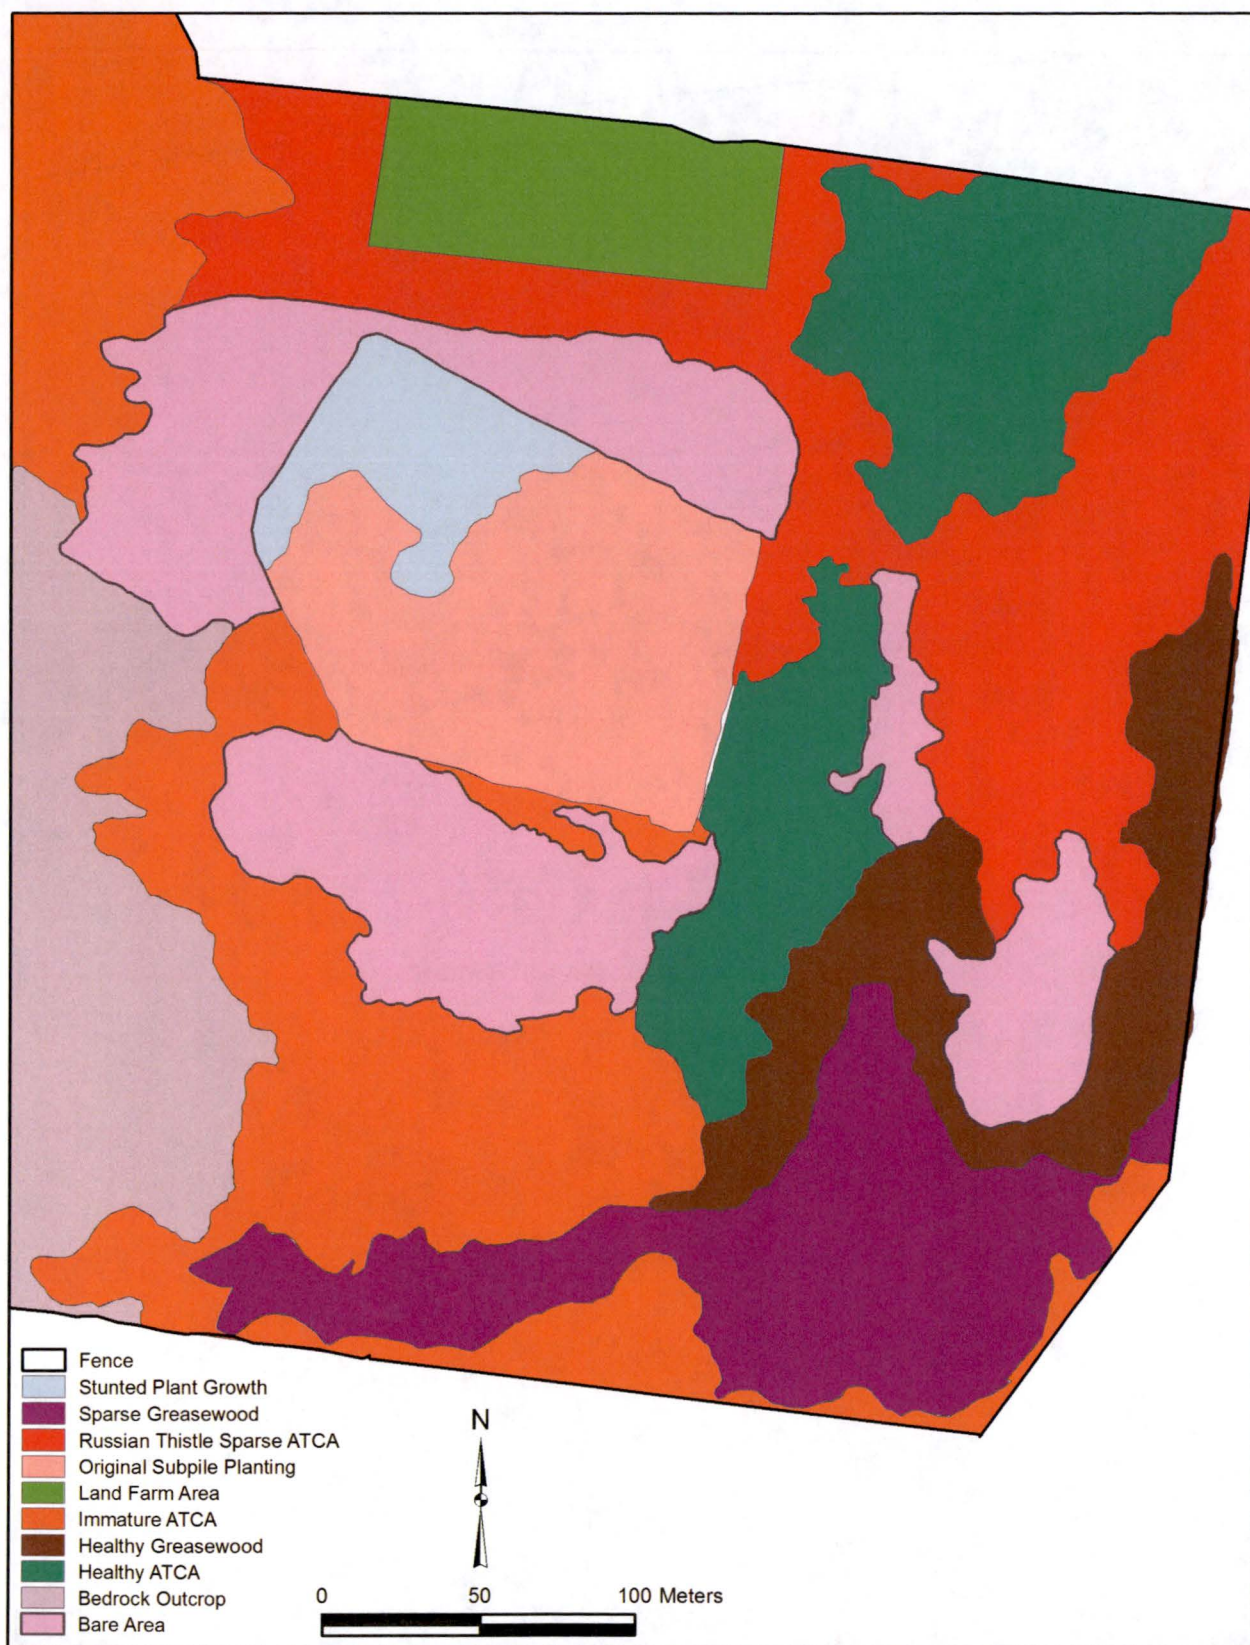 Fence
Stunted Plant Growth
Sparse Greasewood
Russian Thistle Sparse ATCA
Original Subpile Planting
Land Farm Area
Immature ATCA
Healthy Greasewood
Healthy ATCA
Bedrock Outcrop
Bare Area
N
0 50 100 Meters